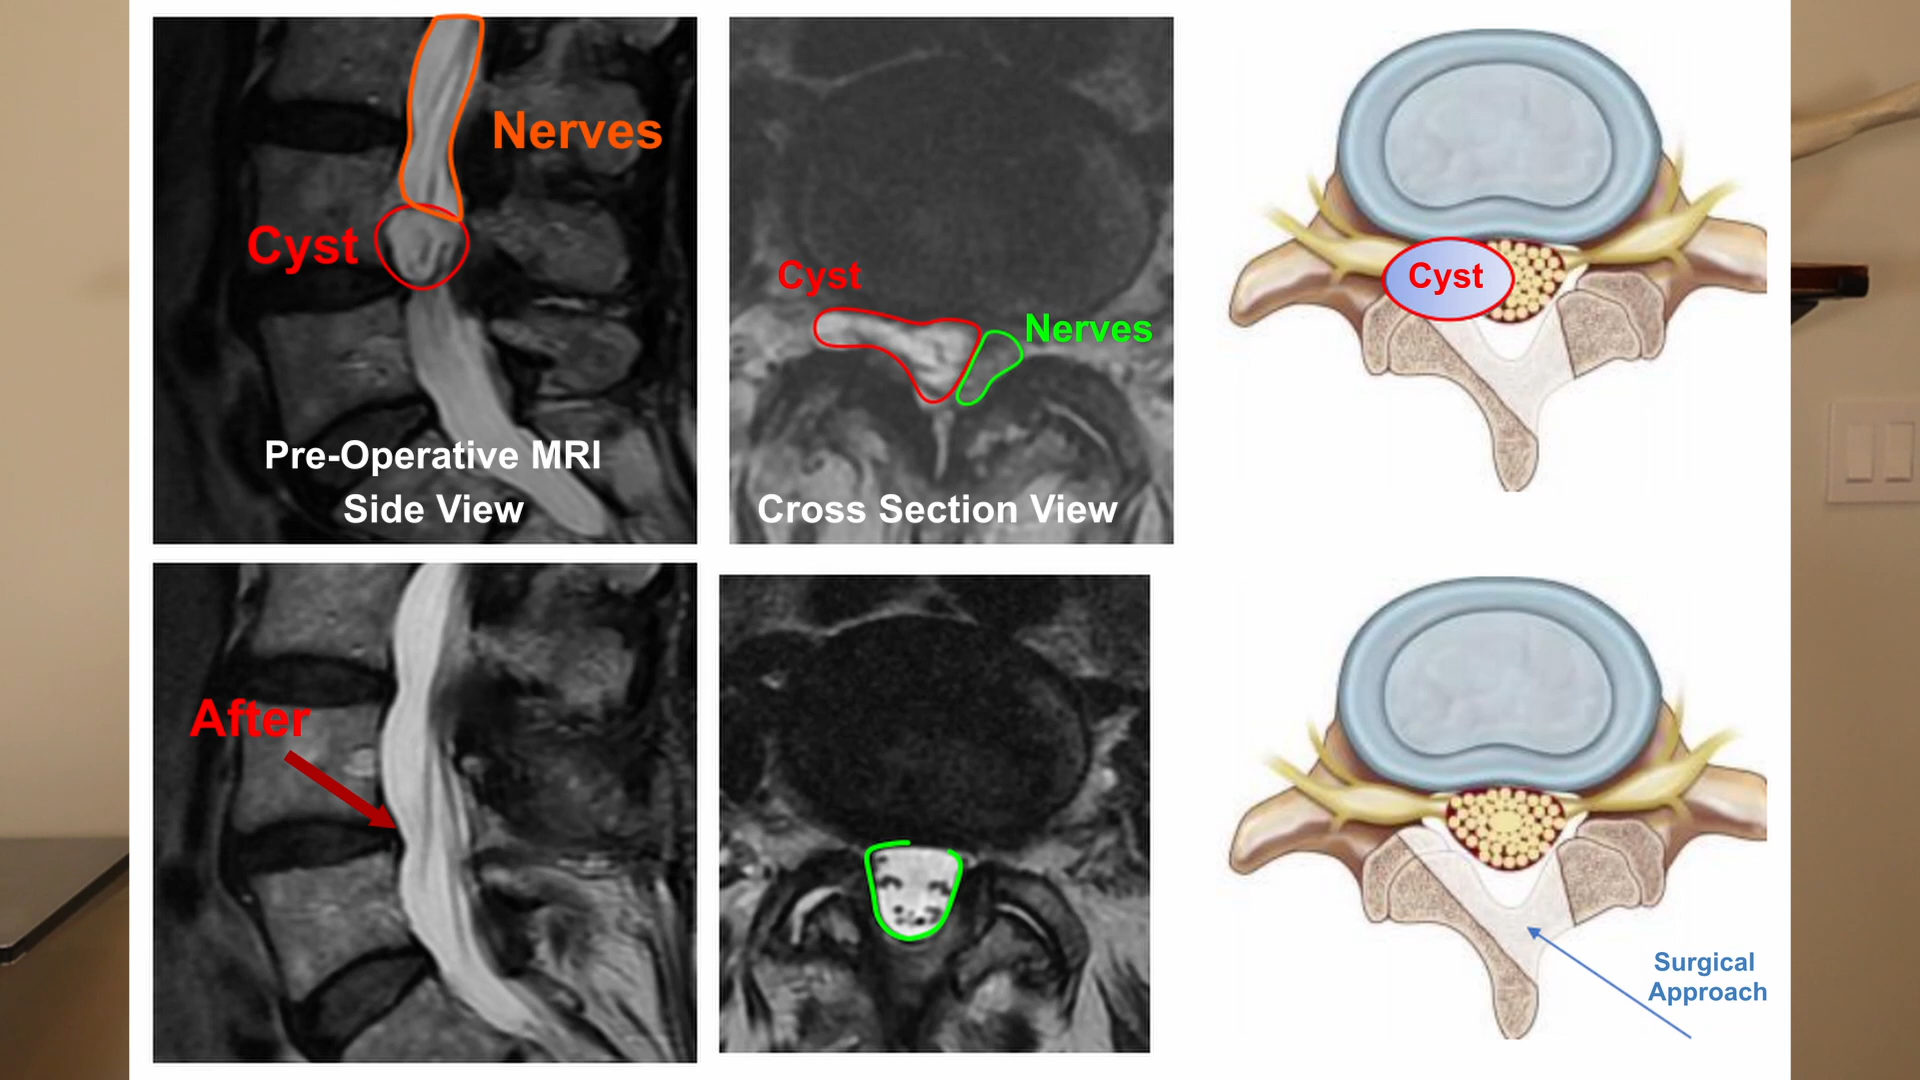 Nerves
Cyst
Pre-Operative MRI
Side View
Cyst
Nerves
Cross Section View
Cyst
After
Surgical
Approach